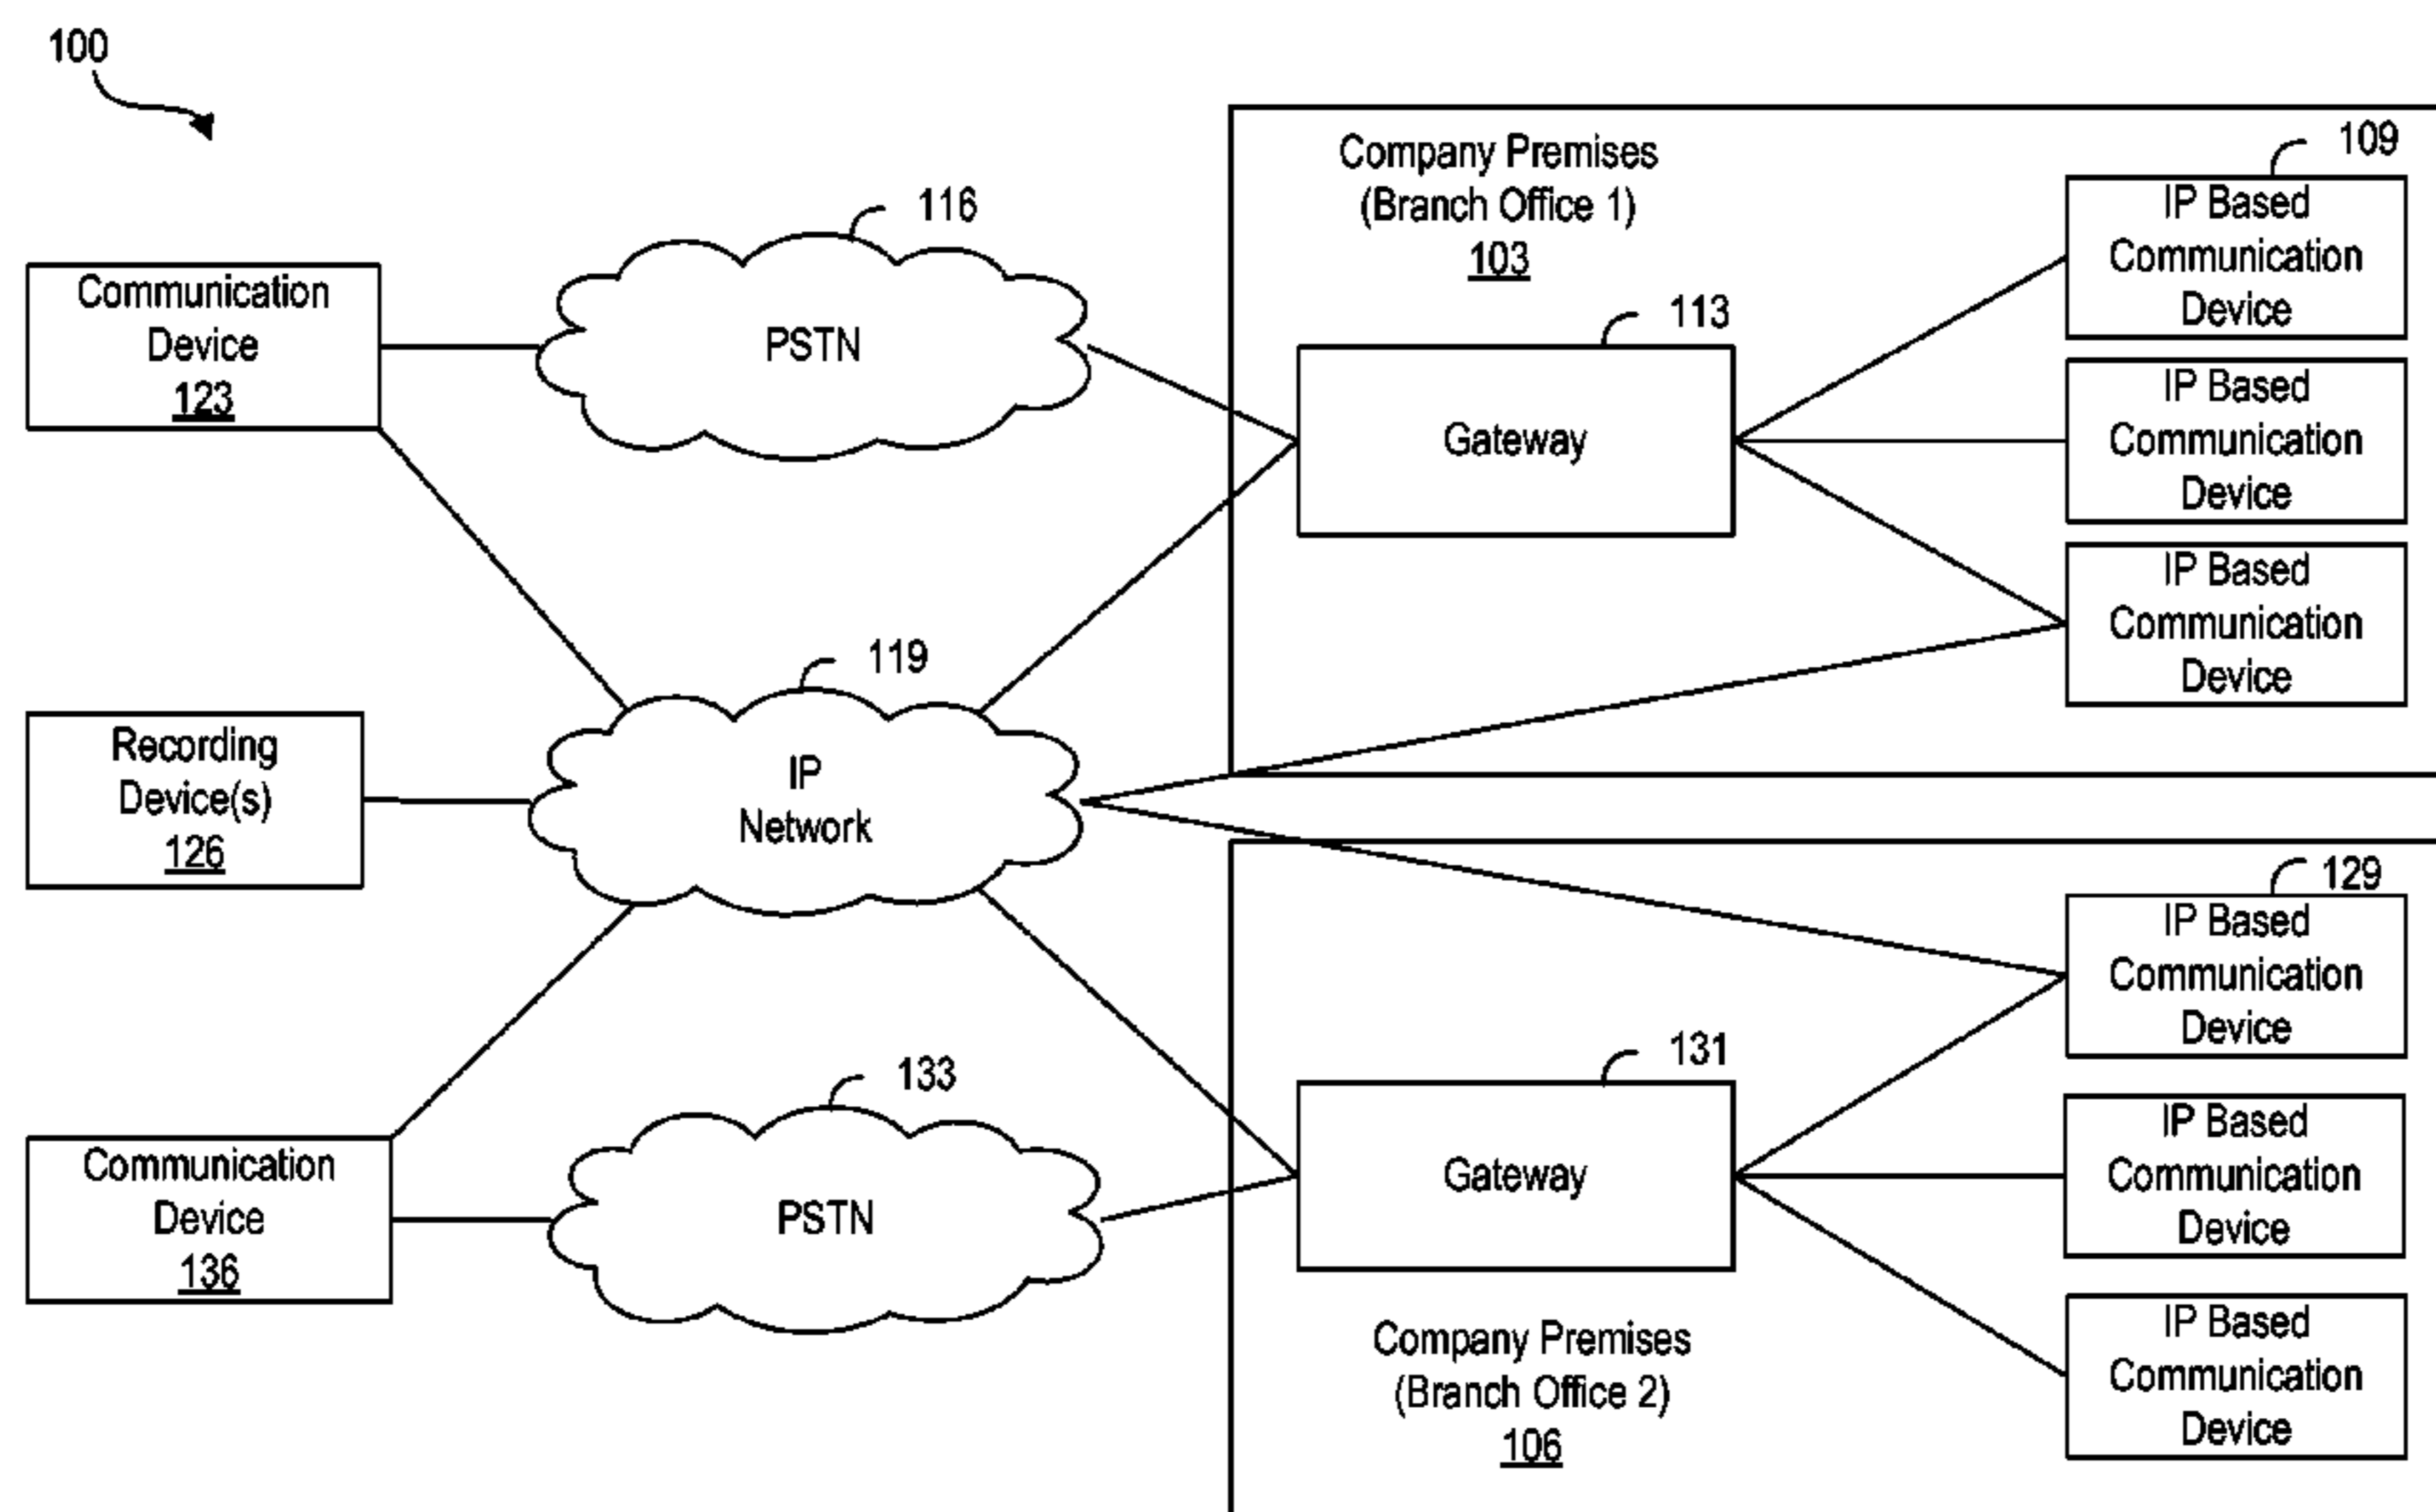 100
Communication
Device
123
116
PSTN
Company Premises
(Branch Office 1)
103
113
Gateway
109
IP Based
Communication
Device
IP Based
Communication
Device
IP Based
Communication
Device
Recording
Device(s)
126
119
IP
Network
Communication
Device
136
133
PSTN
131
Gateway
Company Premises
(Branch Office 2)
106
129
IP Based
Communication
Device
IP Based
Communication
Device
IP Based
Communication
Device